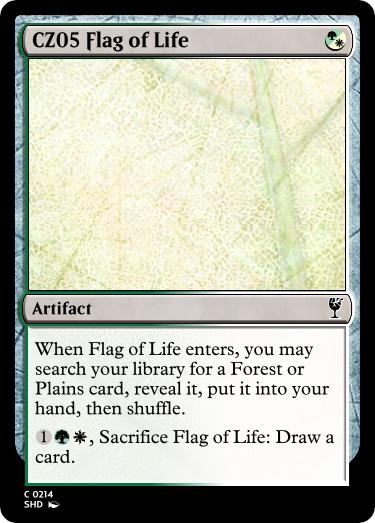 CZ05 Flag of Life
Artifact
When Flag of Life enters, you may
search your library for a Forest or
Plains card, reveal it, put it into your
hand, then shuffle.
1, Sacrifice Flag of Life: Draw a
card.
C 0214
SHD